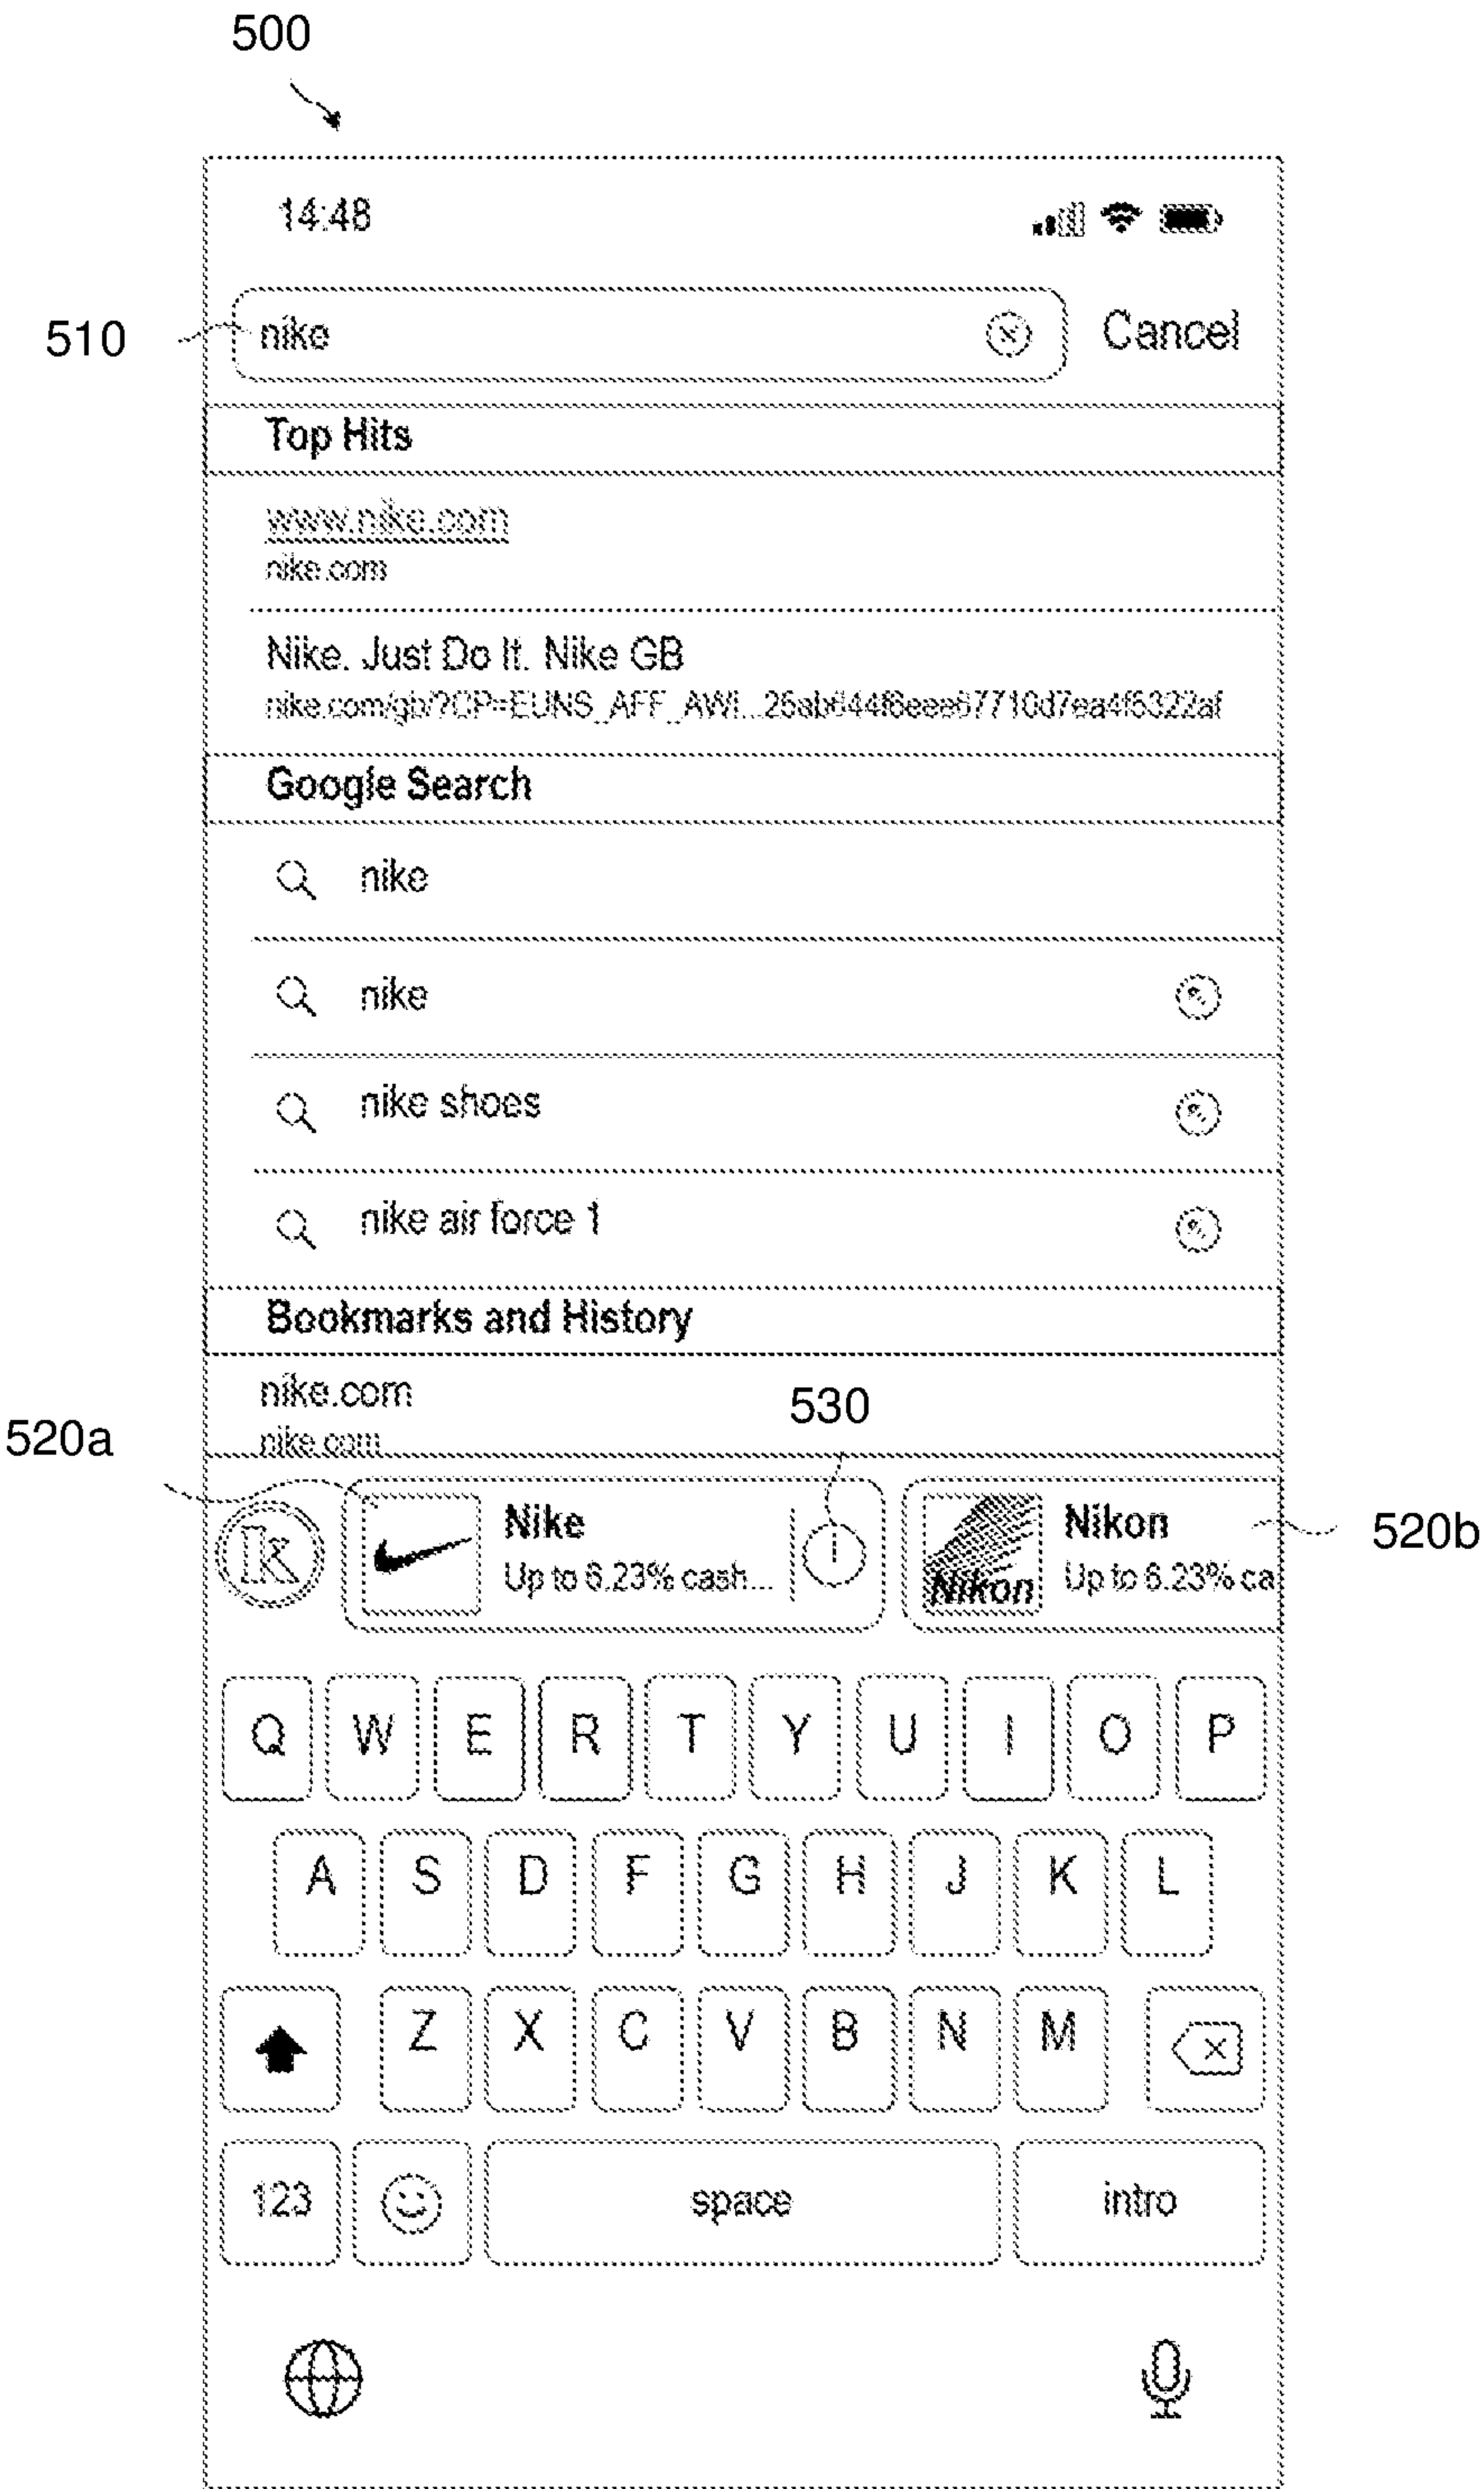 500
14:48
510
nike
Cancel
Top Hits
www.nike.com
nike.com
Nike. Just Do It. Nike GB
Google Search
nike
nike
nike shoes
nike air force 1
Bookmarks and History
nike.com
nike.com
520a
530
k
Nike
Up to 6.23% cash...
Nikon
Nikon
Up to 6.23% ca
520b
Q W E R T Y U I O P
A S D F G H J K L
Z X C V B N M
123
space
intro